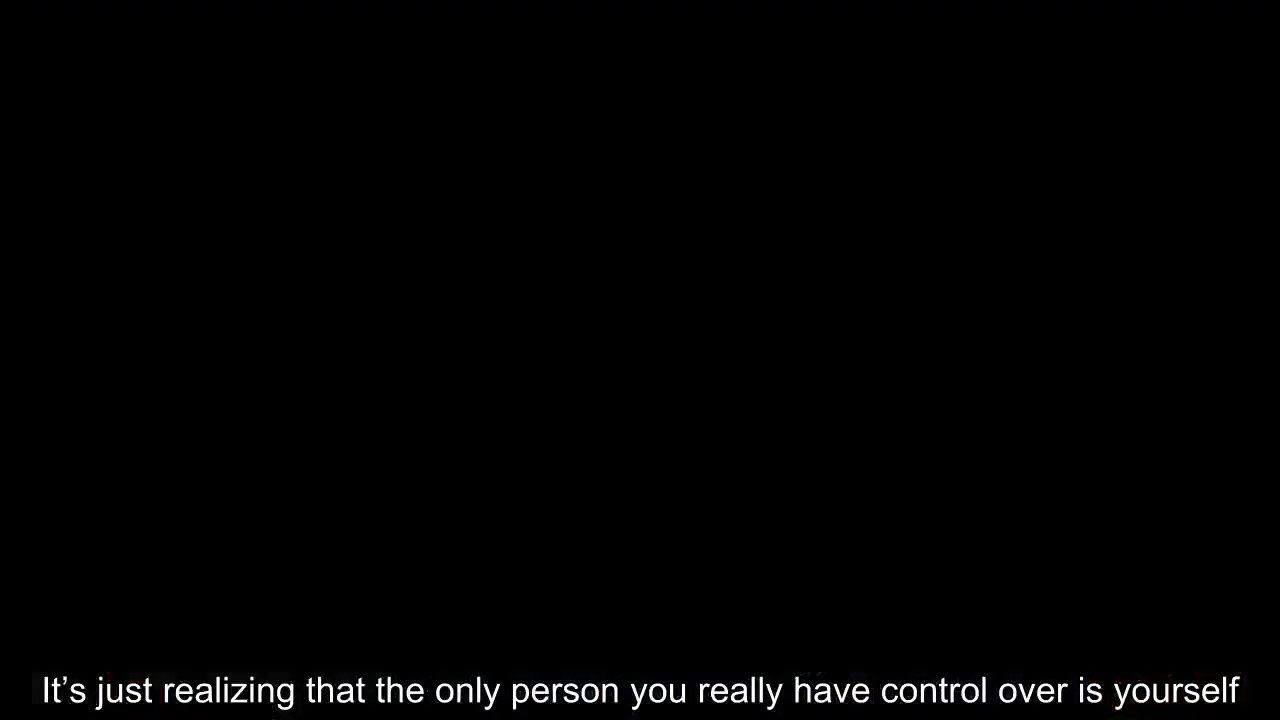 It’s just realizing that the only person you really have control over is yourself